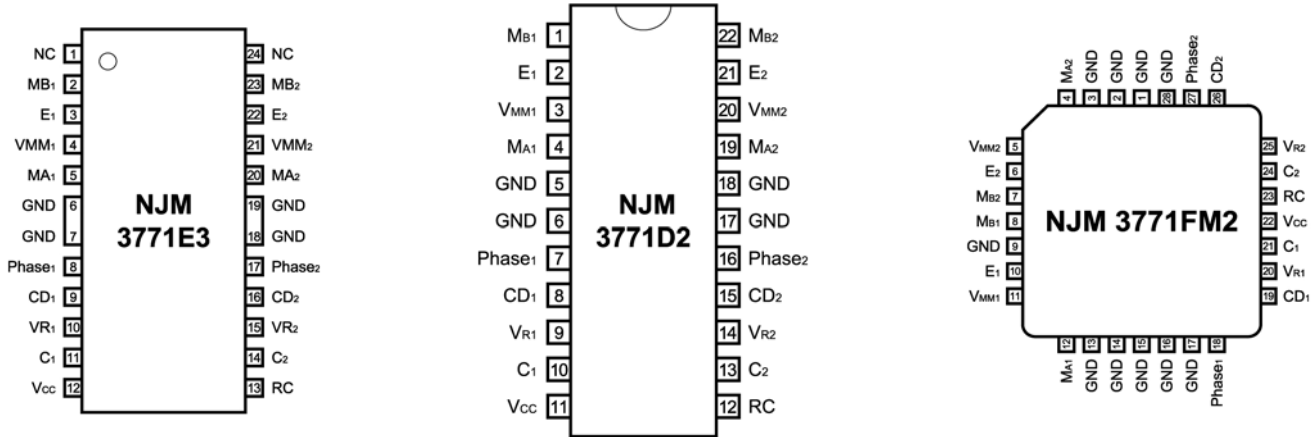 NC 1 24 NC
MB1 2 23 MB2
E1 3 22 E2
VMM1 4 21 VMM2
MA1 5 20 MA2
GND 6 19 GND
GND 7 18 GND
Phase1 8 17 Phase2
CD1 9 16 CD2
VR1 10 15 VR2
C1 11 14 C2
VCC 12 13 RC
NJM
3771E3
MB1 1 22 MB2
E1 2 21 E2
VMM1 3 20 VMM2
MA1 4 19 MA2
GND 5 18 GND
GND 6 17 GND
Phase1 7 16 Phase2
CD1 8 15 CD2
VR1 9 14 VR2
C1 10 13 C2
VCC 11 12 RC
NJM
3771D2
MA2 GND GND GND GND Phase2 CD2
4 3 2 1 28 27 26
VMM2 5 25 VR2
E2 6 24 C2
MB2 7 23 RC
MB1 8 22 VCC
GND 9 21 C1
E1 10 20 VR1
VMM1 11 19 CD1
NJM 3771FM2
12 13 14 15 16 17 18
MA1 GND GND GND GND GND Phase1